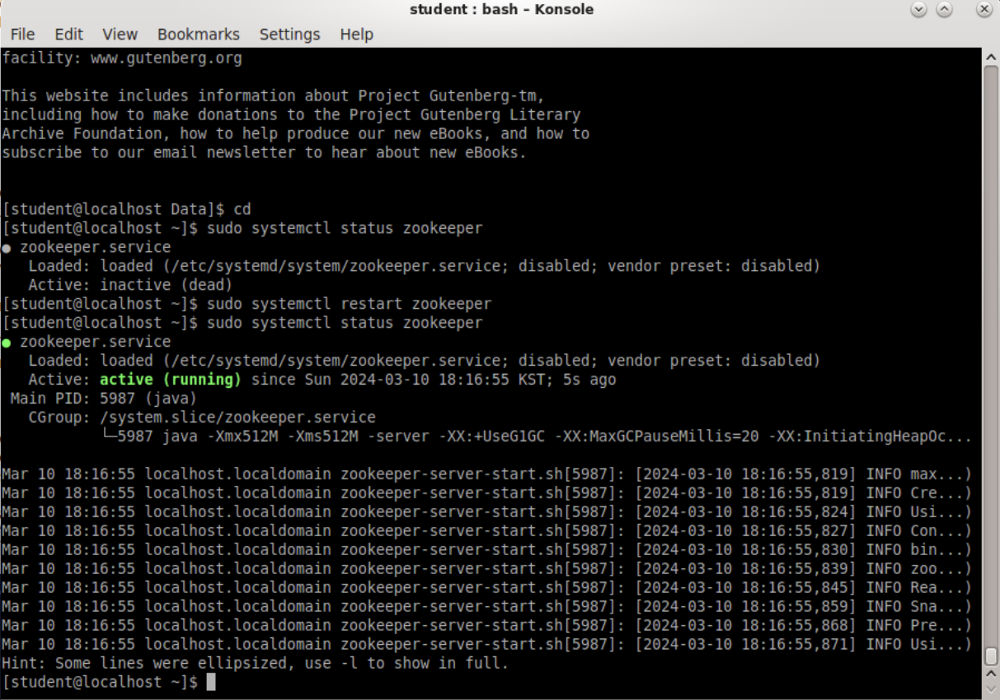 student : bash – Konsole
File Edit View Bookmarks Settings Help
facility: www.gutenberg.org
This website includes information about Project Gutenberg-tm,
including how to make donations to the Project Gutenberg Literary
Archive Foundation, how to help produce our new eBooks, and how to
subscribe to our email newsletter to hear about new eBooks.
[student@localhost Data]$ cd
[student@localhost ~]$ sudo systemctl status zookeeper
● zookeeper.service
   Loaded: loaded (/etc/systemd/system/zookeeper.service; disabled; vendor preset: disabled)
   Active: inactive (dead)
[student@localhost ~]$ sudo systemctl restart zookeeper
[student@localhost ~]$ sudo systemctl status zookeeper
● zookeeper.service
   Loaded: loaded (/etc/systemd/system/zookeeper.service; disabled; vendor preset: disabled)
   Active: active (running) since Sun 2024-03-10 18:16:55 KST; 5s ago
 Main PID: 5987 (java)
   CGroup: /system.slice/zookeeper.service
           └─5987 java -Xmx512M -Xms512M -server -XX:+UseG1GC -XX:MaxGCPauseMillis=20 -XX:InitiatingHeapOc...
Mar 10 18:16:55 localhost.localdomain zookeeper-server-start.sh[5987]: [2024-03-10 18:16:55,819] INFO max...)
Mar 10 18:16:55 localhost.localdomain zookeeper-server-start.sh[5987]: [2024-03-10 18:16:55,819] INFO Cre...)
Mar 10 18:16:55 localhost.localdomain zookeeper-server-start.sh[5987]: [2024-03-10 18:16:55,824] INFO Usi...)
Mar 10 18:16:55 localhost.localdomain zookeeper-server-start.sh[5987]: [2024-03-10 18:16:55,827] INFO Con...)
Mar 10 18:16:55 localhost.localdomain zookeeper-server-start.sh[5987]: [2024-03-10 18:16:55,830] INFO bin...)
Mar 10 18:16:55 localhost.localdomain zookeeper-server-start.sh[5987]: [2024-03-10 18:16:55,839] INFO zoo...)
Mar 10 18:16:55 localhost.localdomain zookeeper-server-start.sh[5987]: [2024-03-10 18:16:55,845] INFO Rea...)
Mar 10 18:16:55 localhost.localdomain zookeeper-server-start.sh[5987]: [2024-03-10 18:16:55,859] INFO Sna...)
Mar 10 18:16:55 localhost.localdomain zookeeper-server-start.sh[5987]: [2024-03-10 18:16:55,868] INFO Pre...)
Mar 10 18:16:55 localhost.localdomain zookeeper-server-start.sh[5987]: [2024-03-10 18:16:55,871] INFO Usi...)
Hint: Some lines were ellipsized, use -l to show in full.
[student@localhost ~]$